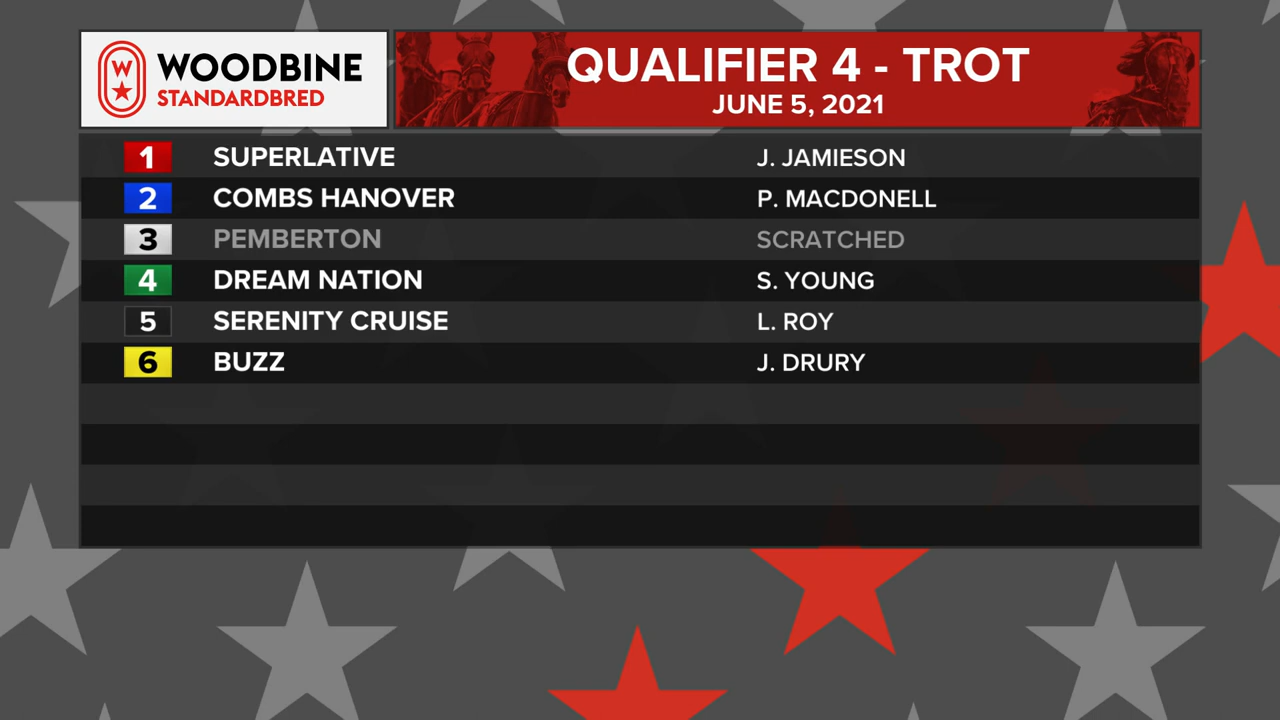 W
WOODBINE
STANDARDBRED
QUALIFIER 4 - TROT
JUNE 5, 2021
1 SUPERLATIVE J. JAMIESON
2 COMBS HANOVER P. MACDONELL
3 PEMBERTON SCRATCHED
4 DREAM NATION S. YOUNG
5 SERENITY CRUISE L. ROY
6 BUZZ J. DRURY